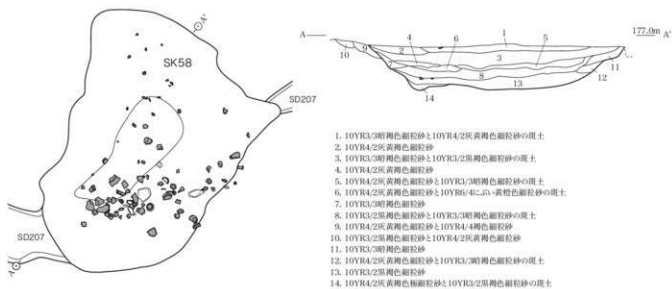 A'
SK58
SD207
SD207
A
A
177.0m
A'
1
2
3
4
5
6
7
8
9
10
11
12
13
14
1. 10YR3/3暗褐色細粒砂と10YR4/2灰黄褐色細粒砂の斑土
2. 10YR4/2灰黄褐色細粒砂
3. 10YR3/3暗褐色細粒砂と10YR3/2黒褐色細粒砂の斑土
4. 10YR4/2灰黄褐色細粒砂
5. 10YR4/2灰黄褐色細粒砂と10YR3/3暗褐色細粒砂の斑土
6. 10YR4/2灰黄褐色細粒砂と10YR6/4にぶい黄橙色細粒砂の斑土
7. 10YR3/3暗褐色細粒砂
8. 10YR3/2黒褐色細粒砂と10YR3/3暗褐色細粒砂の斑土
9. 10YR4/2灰黄褐色細粒砂と10YR4/4褐色細粒砂
10. 10YR3/2黒褐色細粒砂と10YR4/2灰黄褐色細粒砂
11. 10YR3/3暗褐色細粒砂
12. 10YR4/2灰黄褐色細粒砂と10YR3/3暗褐色細粒砂の斑土
13. 10YR3/2黒褐色細粒砂
14. 10YR4/2灰黄褐色極細粒砂と10YR3/2黒褐色細粒砂の斑土